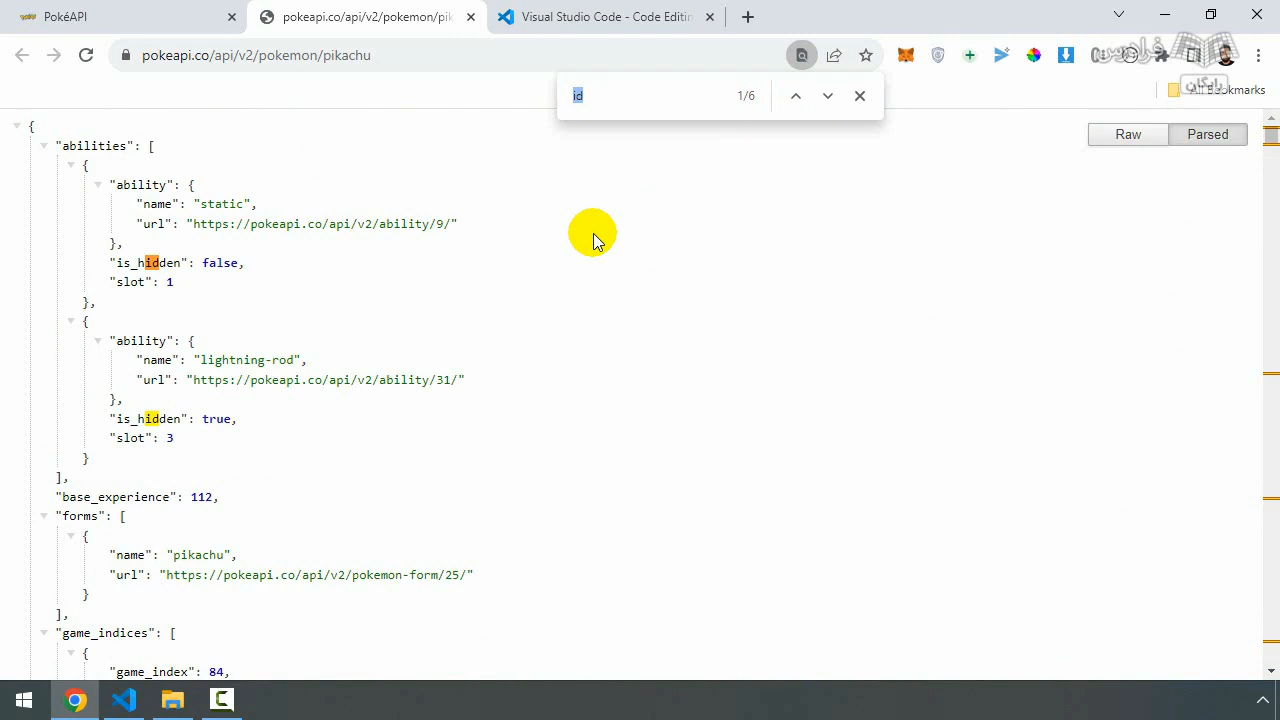 PokéAPI
pokeapi.co/api/v2/pokemon/pik
Visual Studio Code - Code Editin
pokeapi.co/api/v2/pokemon/pikachu
فرادرس
رایگان
All Bookmarks
id
1/6
Raw
Parsed
{
"abilities": [
{
"ability": {
"name": "static",
"url": "https://pokeapi.co/api/v2/ability/9/"
},
"is_hidden": false,
"slot": 1
},
{
"ability": {
"name": "lightning-rod",
"url": "https://pokeapi.co/api/v2/ability/31/"
},
"is_hidden": true,
"slot": 3
}
],
"base_experience": 112,
"forms": [
{
"name": "pikachu",
"url": "https://pokeapi.co/api/v2/pokemon-form/25/"
}
],
"game_indices": [
{
"game_index": 84,